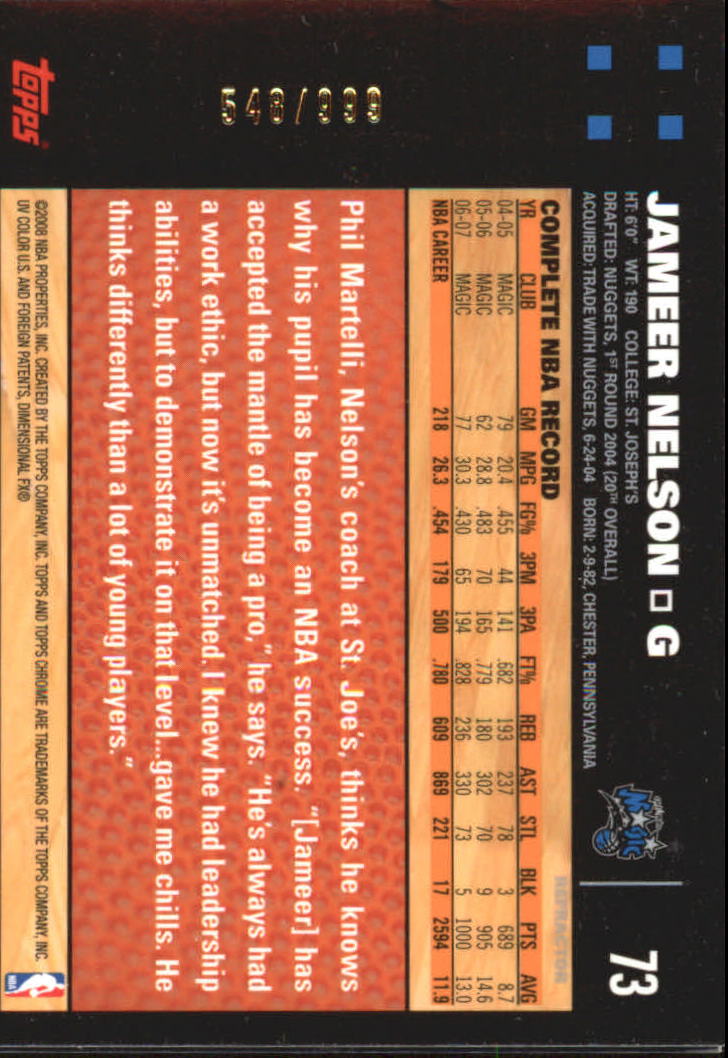 JAMEER NELSON G
73
HT: 6'0" WT: 190 COLLEGE: ST. JOSEPH'S
DRAFTED: NUGGETS, 1ST ROUND 2004 (20TH OVERALL)
ACQUIRED: TRADE WITH NUGGETS, 6-24-04 BORN: 2-9-82, CHESTER, PENNSYLVANIA
MAGIC
REFRACTOR
COMPLETE NBA RECORD
YR CLUB GM MPG FG% 3PM 3PA FT% REB AST STL BLK PTS AVG
04-05 MAGIC 79 20.4 .455 44 141 .682 193 237 78 3 689 8.7
05-06 MAGIC 62 28.8 .483 70 165 .779 180 302 70 9 905 14.6
06-07 MAGIC 77 30.3 .430 65 194 .828 236 330 73 5 1000 13.0
NBA CAREER 218 26.3 .454 179 500 .780 609 869 221 17 2594 11.9
548/999
Phil Martelli, Nelson's coach at St. Joe's, thinks he knows
why his pupil has become an NBA success. "[Jameer] has
accepted the mantle of being a pro," he says. "He's always had
a work ethic, but now it's unmatched. I knew he had leadership
abilities, but to demonstrate it on that level...gave me chills. He
thinks differently than a lot of young players."
topps
©2008 NBA PROPERTIES, INC. CREATED BY THE TOPPS COMPANY, INC. TOPPS AND TOPPS CHROME ARE TRADEMARKS OF THE TOPPS COMPANY, INC.
UV COLOR U.S. AND FOREIGN PATENTS, DIMENSIONAL FX®
NBA